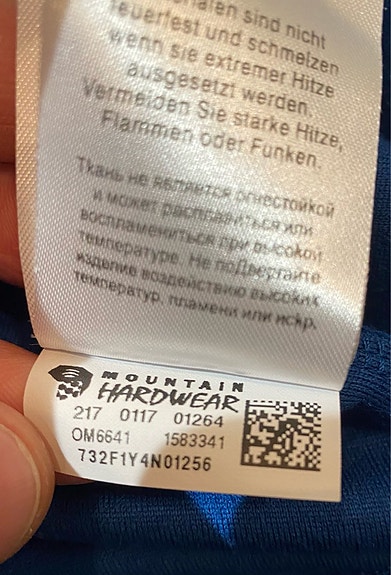 sind nicht
feuerfest und schmelzen
wenn sie extremer Hitze
ausgesetzt werden.
Vermeiden Sie starke Hitze,
Flammen oder Funken.
Ткань не является огнестойкой
и может расплавиться или
воспламениться при высокой
температуре. Не подвергайте
изделие воздействию высоких
температур, пламени или искр.
MOUNTAIN
HARDWEAR
217 0117 01264
OM6641 1583341
732F1Y4N01256